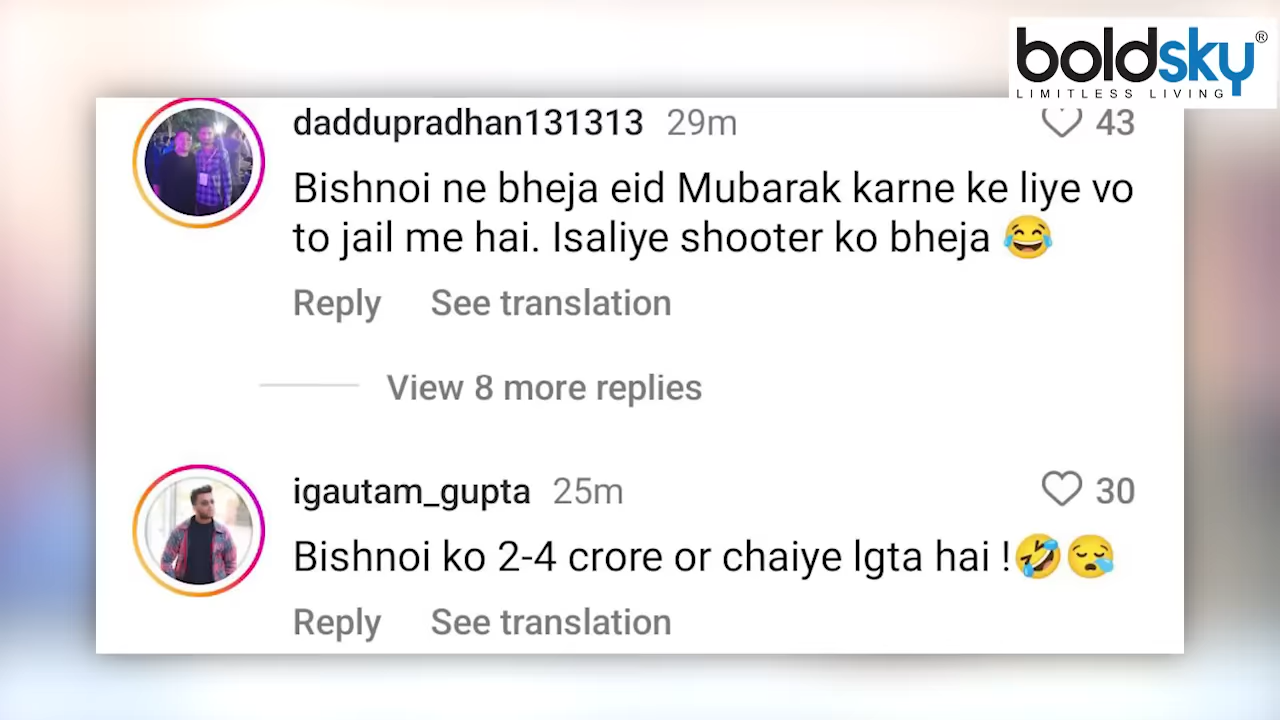 boldsky®
LIMITLESS LIVING
daddupradhan131313 29m 43
Bishnoi ne bheja eid Mubarak karne ke liye vo
to jail me hai. Isaliye shooter ko bheja 😂
Reply See translation
View 8 more replies
igautam_gupta 25m 30
Bishnoi ko 2-4 crore or chaiye lgta hai !🤣😪
Reply See translation